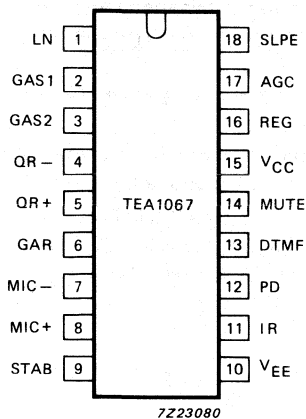 LN 1 18 SLPE
GAS1 2 17 AGC
GAS2 3 16 REG
QR− 4 15 VCC
QR+ 5 TEA1067 14 MUTE
GAR 6 13 DTMF
MIC− 7 12 PD
MIC+ 8 11 IR
STAB 9 10 VEE
7Z23080